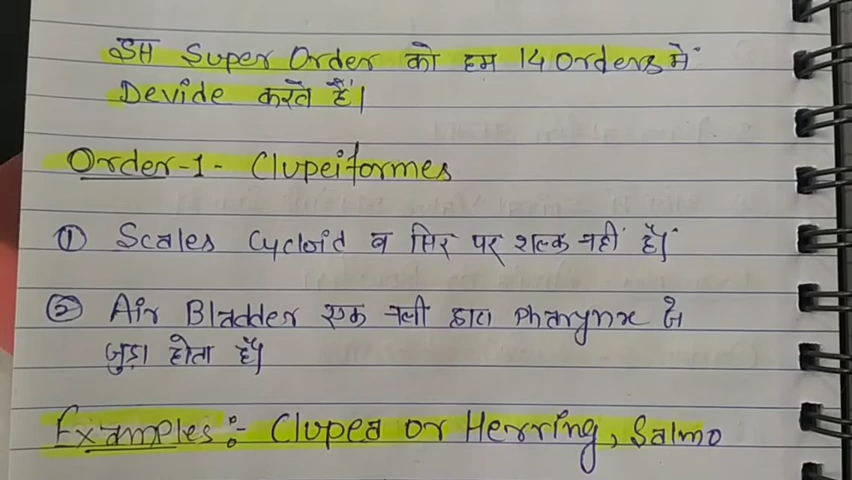 इस Super Order को हम 14 Orders में
Devide करते हैं।
Order-1- Clupeiformes
① Scales Cycloid व सिर पर शल्क नहीं हैं।
② Air Bladder एक नली द्वारा Pharynx से
जुड़ा होता है।
Examples:- Clupea or Herring, Salmo